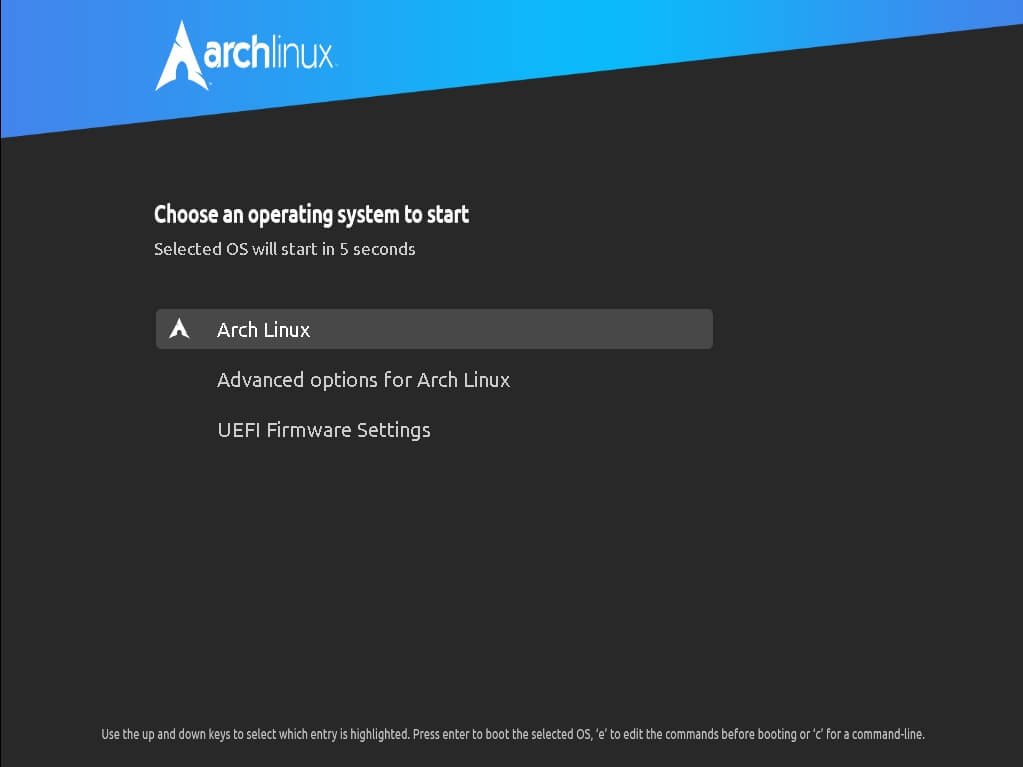 archlinux
Choose an operating system to start
Selected OS will start in 5 seconds
Arch Linux
Advanced options for Arch Linux
UEFI Firmware Settings
Use the up and down keys to select which entry is highlighted. Press enter to boot the selected OS, ‘e’ to edit the commands before booting or ‘c’ for a command-line.